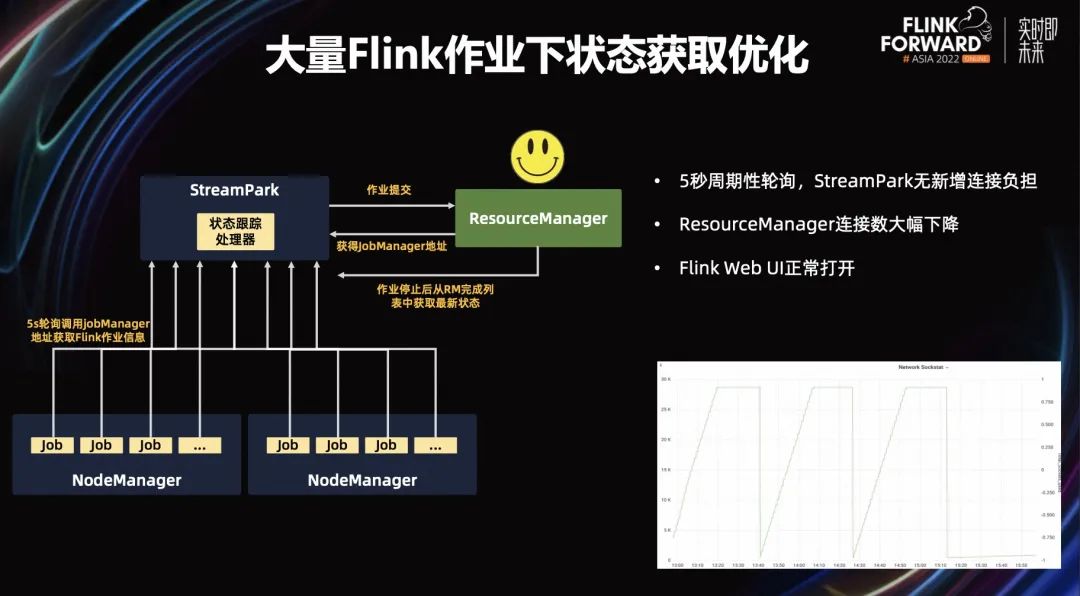 大量Flink作业下状态获取优化
FLINK
FORWARD
# ASIA 2022 ONLINE
实时即
未来
StreamPark
状态跟踪
处理器
作业提交
获得JobManager地址
ResourceManager
作业停止后从RM完成列
表中获取最新状态
5s轮询调用jobManager
地址获取Flink作业信息
Job
Job
Job
...
NodeManager
Job
Job
Job
...
NodeManager
• 5秒周期性轮询，StreamPark无新增连接负担
• ResourceManager连接数大幅下降
• Flink Web UI正常打开
Network Sockstat
30 K
25 K
20 K
15 K
10 K
5 K
0
1
0.750
0.500
0.250
0
-0.250
-0.500
-0.750
-1
13:00 13:10 13:20 13:30 13:40 13:50 14:00 14:10 14:20 14:30 14:40 14:50 15:00 15:10 15:20 15:30 15:40 15:50